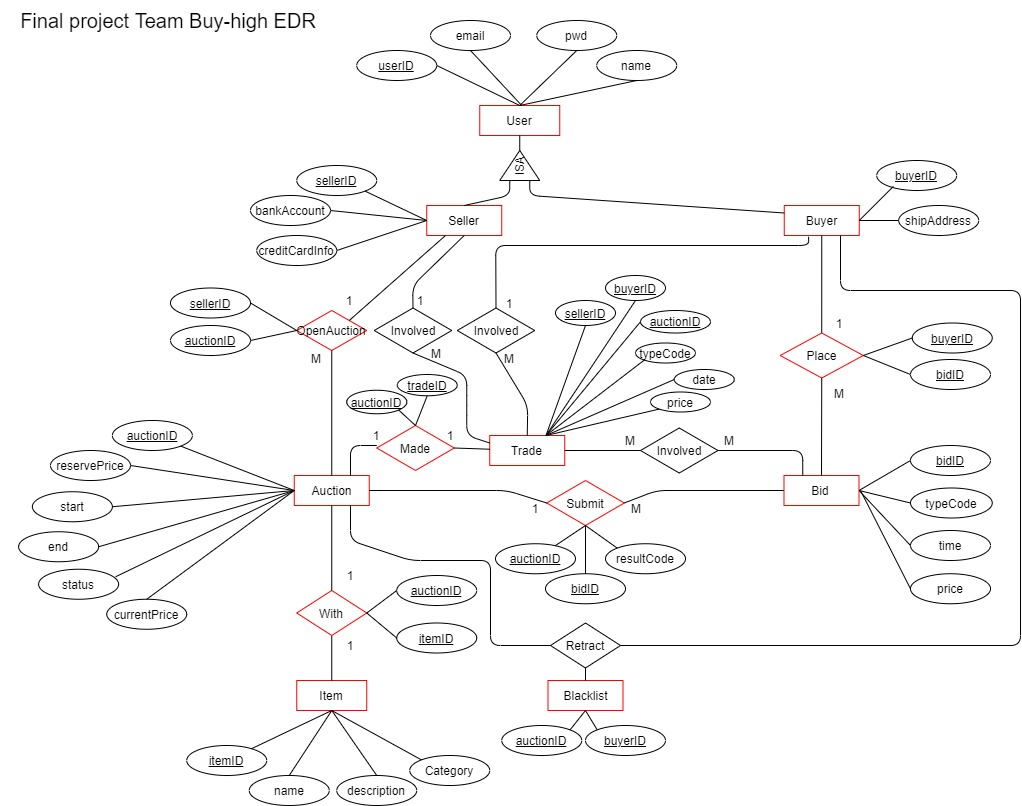 Final project Team Buy-high EDR
email
pwd
userID
name
User
ISA
sellerID
bankAccount
creditCardInfo
Seller
Buyer
buyerID
shipAddress
sellerID
auctionID
OpenAuction
1
M
Involved
1
M
Involved
1
M
sellerID
buyerID
auctionID
typeCode
date
price
Place
1
M
buyerID
bidID
auctionID
tradeID
Made
1
1
Trade
M
Involved
M
auctionID
reservePrice
start
end
status
currentPrice
Auction
Submit
1
M
auctionID
bidID
resultCode
Bid
bidID
typeCode
time
price
1
With
1
auctionID
itemID
Retract
Item
Blacklist
auctionID
buyerID
itemID
name
description
Category